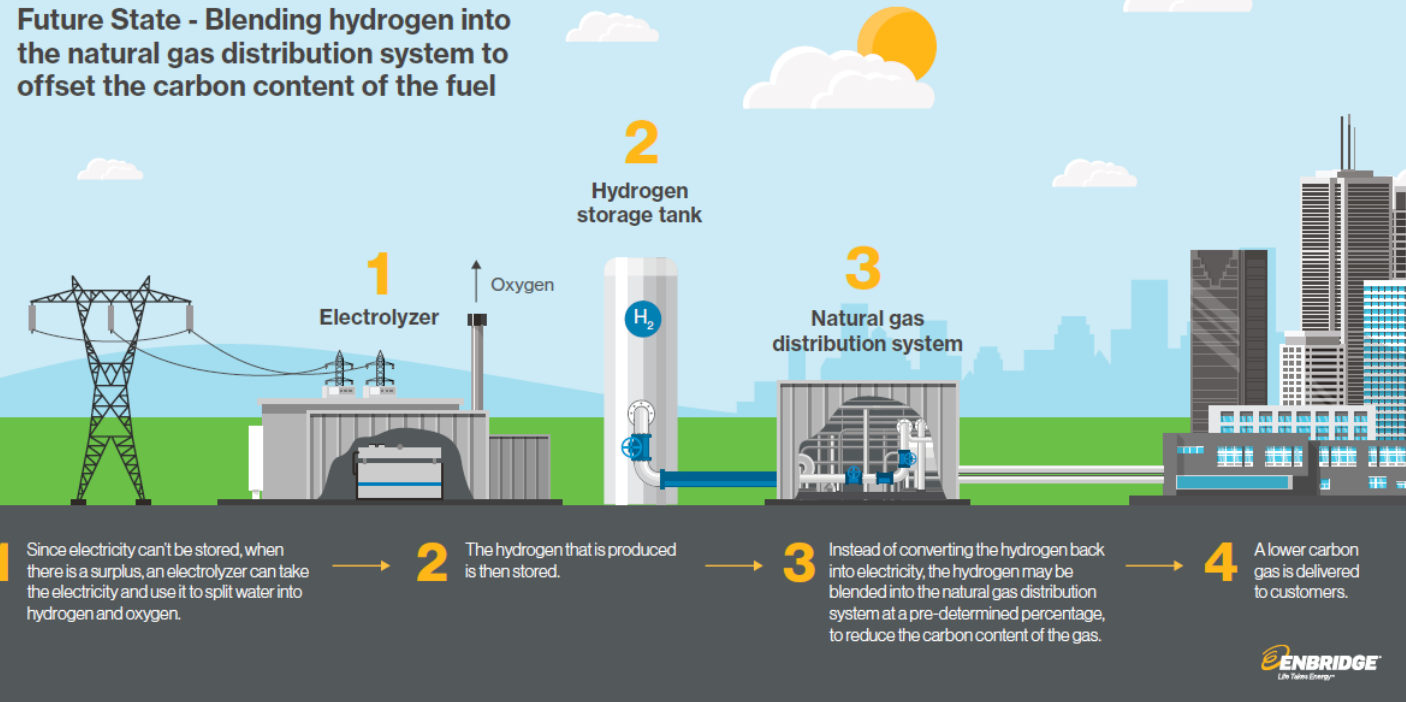 Future State - Blending hydrogen into
the natural gas distribution system to
offset the carbon content of the fuel
2
Hydrogen
storage tank
1
Electrolyzer
Oxygen
H₂
3
Natural gas
distribution system
1
Since electricity can't be stored, when
there is a surplus, an electrolyzer can take
the electricity and use it to split water into
hydrogen and oxygen.
2
The hydrogen that is produced
is then stored.
3
Instead of converting the hydrogen back
into electricity, the hydrogen may be
blended into the natural gas distribution
system at a pre-determined percentage,
to reduce the carbon content of the gas.
4
A lower carbon
gas is delivered
to customers.
ENBRIDGE™
Life Takes Energy™